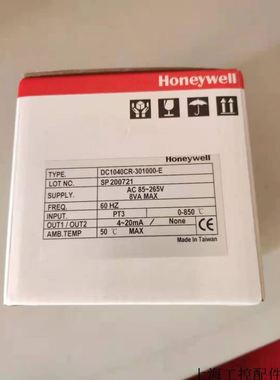 Honeywell
Honeywell
TYPE. DC1040CR-301000-E
LOT NO. SP 200721
SUPPLY. AC 85~265V
8VA MAX
FREQ. 60 HZ
INPUT. PT3 0-850 ℃
OUT1 / OUT2 4~20mA / None
AMB.TEMP 50 ℃ MAX
Made in Taiwan
上海工控配件